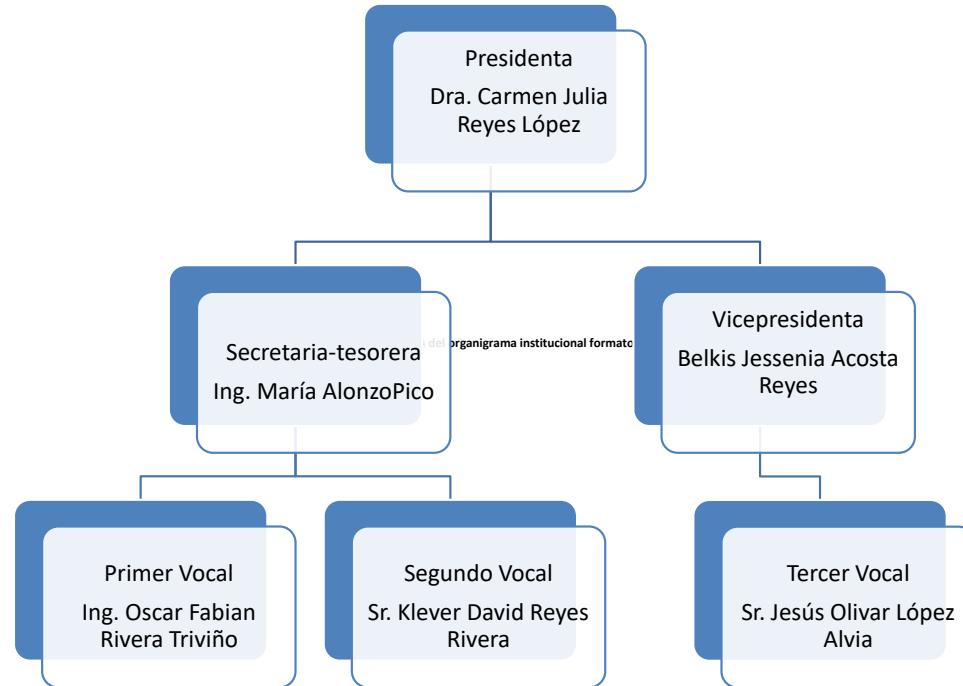 Presidenta
Dra. Carmen Julia
Reyes López
Secretaria-tesorera
Ing. María AlonzoPico
del organigrama institucional formato
Vicepresidenta
Belkis Jessenia Acosta
Reyes
Primer Vocal
Ing. Oscar Fabian
Rivera Triviño
Segundo Vocal
Sr. Klever David Reyes
Rivera
Tercer Vocal
Sr. Jesús Olivar López
Alvia